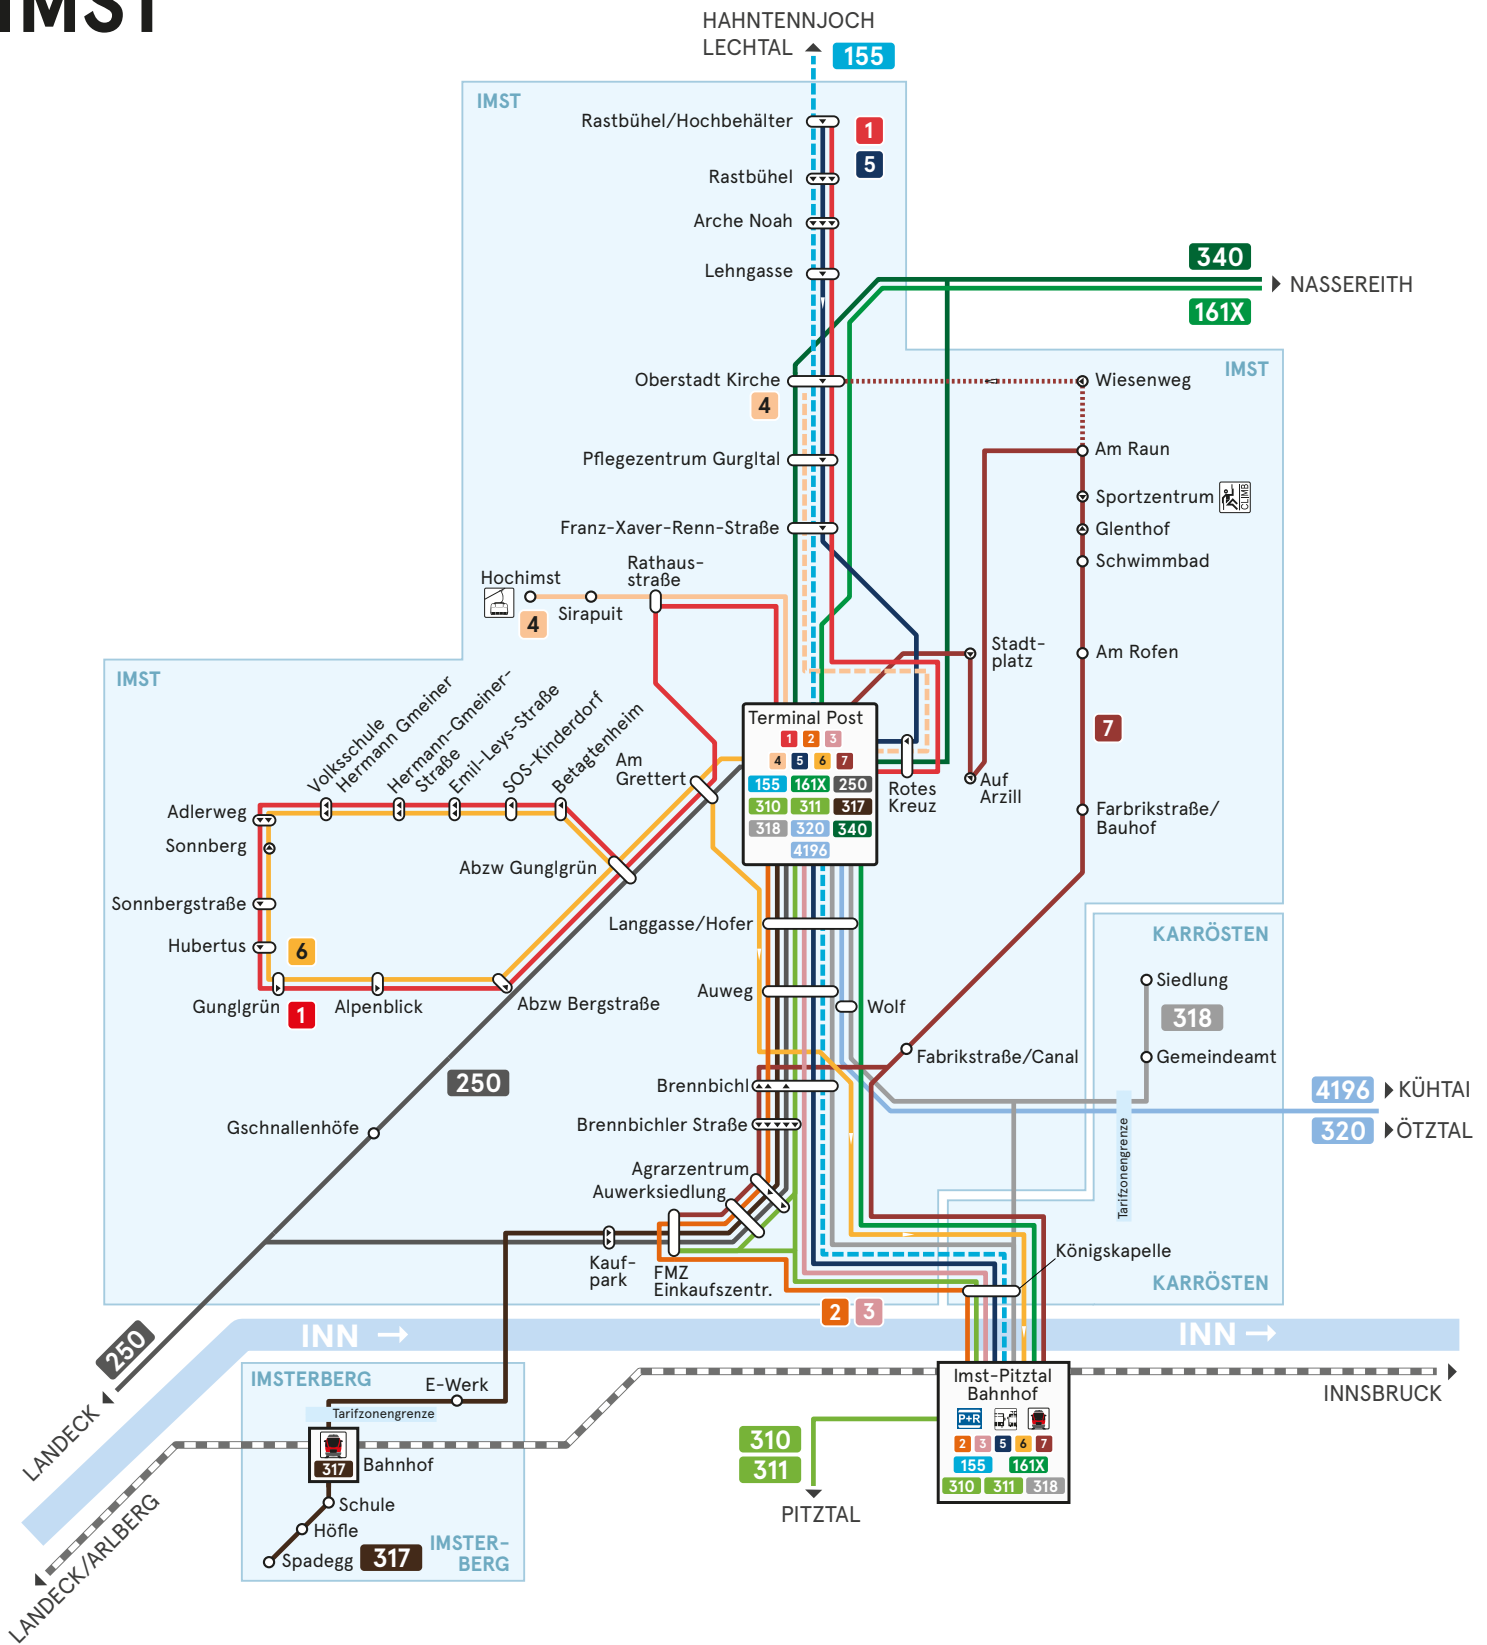 IMST
HAHNTENNJOCH
LECHTAL
155
IMST
Rastbühel/Hochbehälter
1
5
Rastbühel
Arche Noah
Lehngasse
340
NASSEREITH
161X
IMST
Oberstadt Kirche
4
Wiesenweg
Am Raun
Pflegezentrum Gurgltal
Sportzentrum
CLIMB
Franz-Xaver-Renn-Straße
Glenthof
Schwimmbad
Rathaus-
straße
Hochimst
Sirapuit
4
Stadt-
platz
Am Rofen
IMST
Volksschule
Hermann Gmeiner
Hermann-Gmeiner-
Straße
Emil-Leys-Straße
SOS-Kinderdorf
Betagtenheim
Am
Grettert
Terminal Post
1 2 3
4 5 6 7
155 161X 250
310 311 317
318 320 340
4196
7
Rotes
Kreuz
Auf
Arzill
Adlerweg
Sonnberg
Farbrikstraße/
Bauhof
Abzw Gunglgrün
Sonnbergstraße
Langgasse/Hofer
Hubertus
6
KARRÖSTEN
Gunglgrün
1
Alpenblick
Abzw Bergstraße
Auweg
Wolf
Siedlung
318
Fabrikstraße/Canal
Gemeindeamt
250
Brennbichl
4196
KÜHTAI
320
ÖTZTAL
Gschnallenhöfe
Brennbichler Straße
Tarifzonengrenze
Agrarzentrum
Auwerksiedlung
Kauf-
park
FMZ
Einkaufszentr.
Königskapelle
KARRÖSTEN
2
3
INN
INN
250
LANDECK
IMSTERBERG
E-Werk
Tarifzonengrenze
Imst-Pitztal
Bahnhof
P+R
2 3 5 6 7
155 161X
310 311 318
INNSBRUCK
317
Bahnhof
310
311
PITZTAL
Schule
Höfle
Spadegg
317
IMSTER-
BERG
LANDECK/ARLBERG